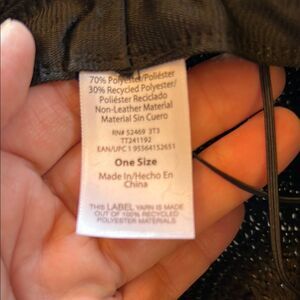 70% Polyester/Poliéster
30% Recycled Polyester/
Poliéster Reciclado
Non-Leather Material
Material Sin Cuero
RN# 52469 3T3
TT241192
EAN/UPC 1 95564152651
One Size
Made In/Hecho En
China
THIS LABEL YARN IS MADE
OUT OF 100% RECYCLED
POLYESTER MATERIALS